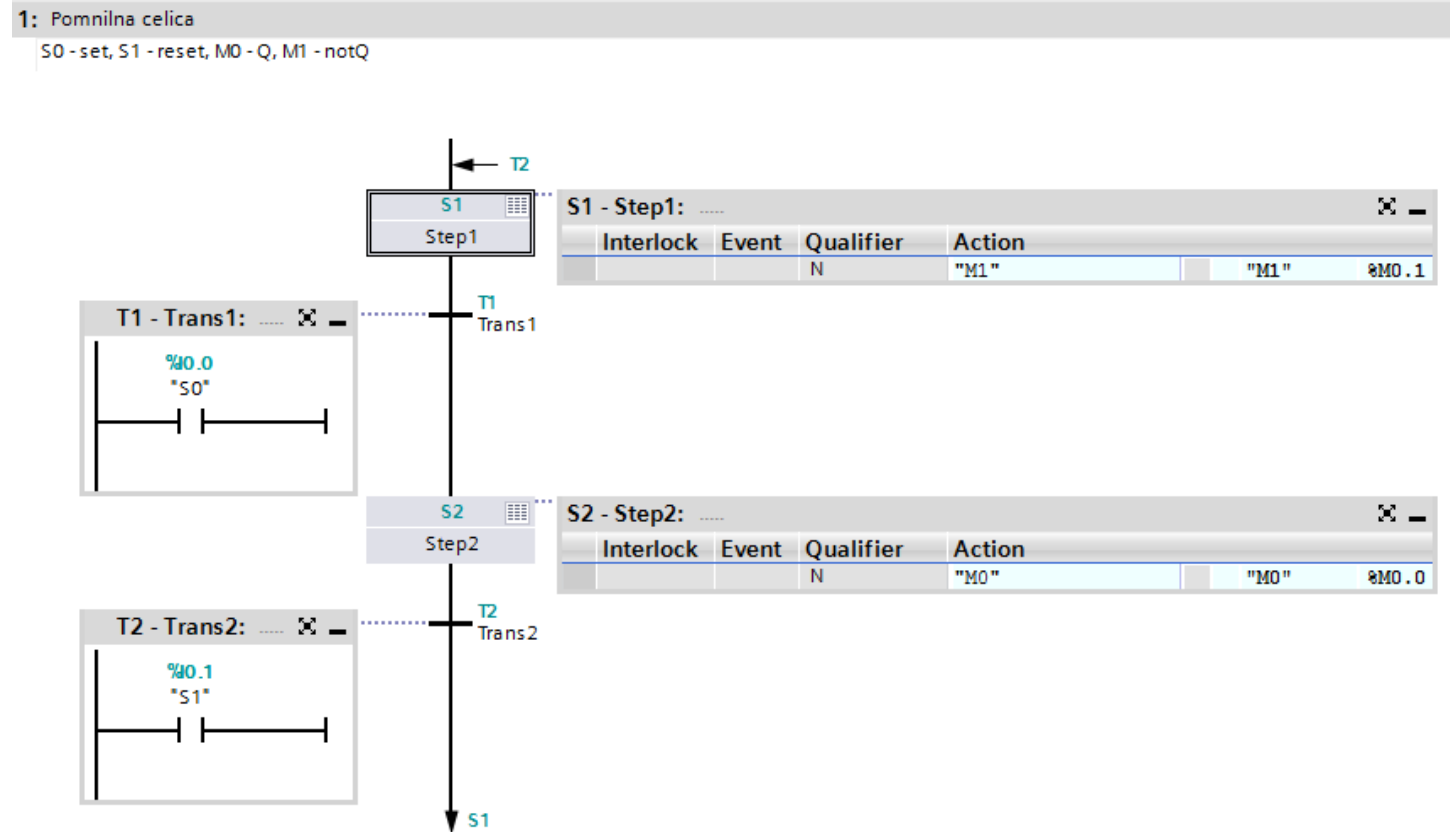 1: Pomnilna celica
S0 - set, S1 - reset, M0 - Q, M1 - notQ
T2
S1
Step1
S1 - Step1: .....
Interlock Event Qualifier Action
N "M1" "M1" %M0.1
T1
Trans1
T1 - Trans1: .....
%I0.0
"S0"
S2
Step2
S2 - Step2: .....
Interlock Event Qualifier Action
N "M0" "M0" %M0.0
T2
Trans2
T2 - Trans2: .....
%I0.1
"S1"
S1